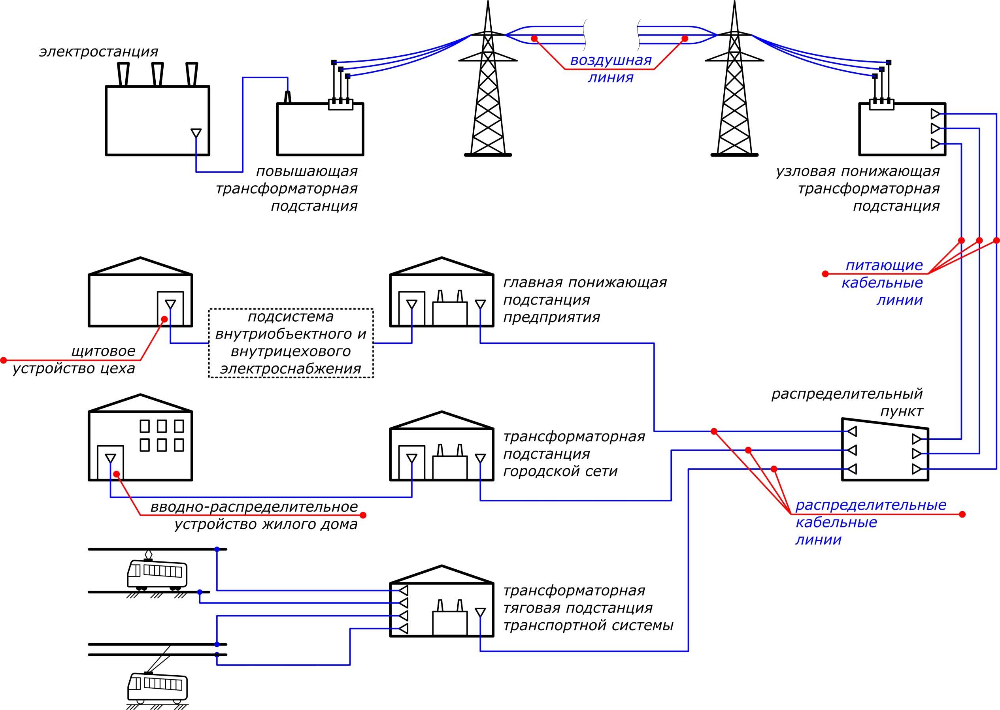 электростанция
воздушная
линия
повышающая
трансформаторная
подстанция
узловая понижающая
трансформаторная
подстанция
питающие
кабельные
линии
главная понижающая
подстанция
предприятия
подсистема
внутриобъектного и
внутрицехового
электроснабжения
щитовое
устройство цеха
распределительный
пункт
трансформаторная
подстанция
городской сети
вводно-распределительное
устройство жилого дома
распределительные
кабельные
линии
трансформаторная
тяговая подстанция
транспортной системы